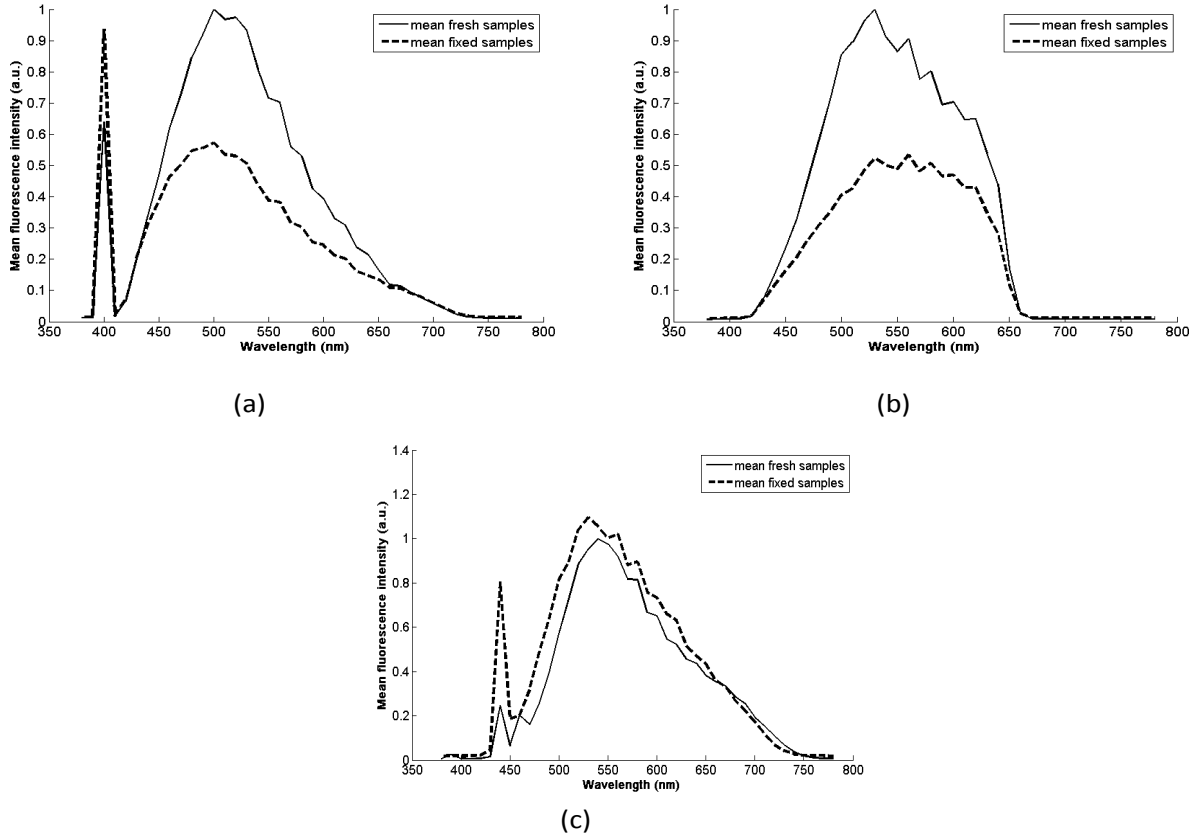 mean fresh samples
mean fixed samples
Mean fluorescence intensity (a.u.)
1
0.9
0.8
0.7
0.6
0.5
0.4
0.3
0.2
0.1
0
350 400 450 500 550 600 650 700 750 800
Wavelength (nm)
(a)
mean fresh samples
mean fixed samples
Mean fluorescence intensity (a.u.)
1
0.9
0.8
0.7
0.6
0.5
0.4
0.3
0.2
0.1
0
350 400 450 500 550 600 650 700 750 800
Wavelength (nm)
(b)
mean fresh samples
mean fixed samples
Mean fluorescence intensity (a.u.)
1.4
1.2
1
0.8
0.6
0.4
0.2
0
350 400 450 500 550 600 650 700 750 800
Wavelength (nm)
(c)